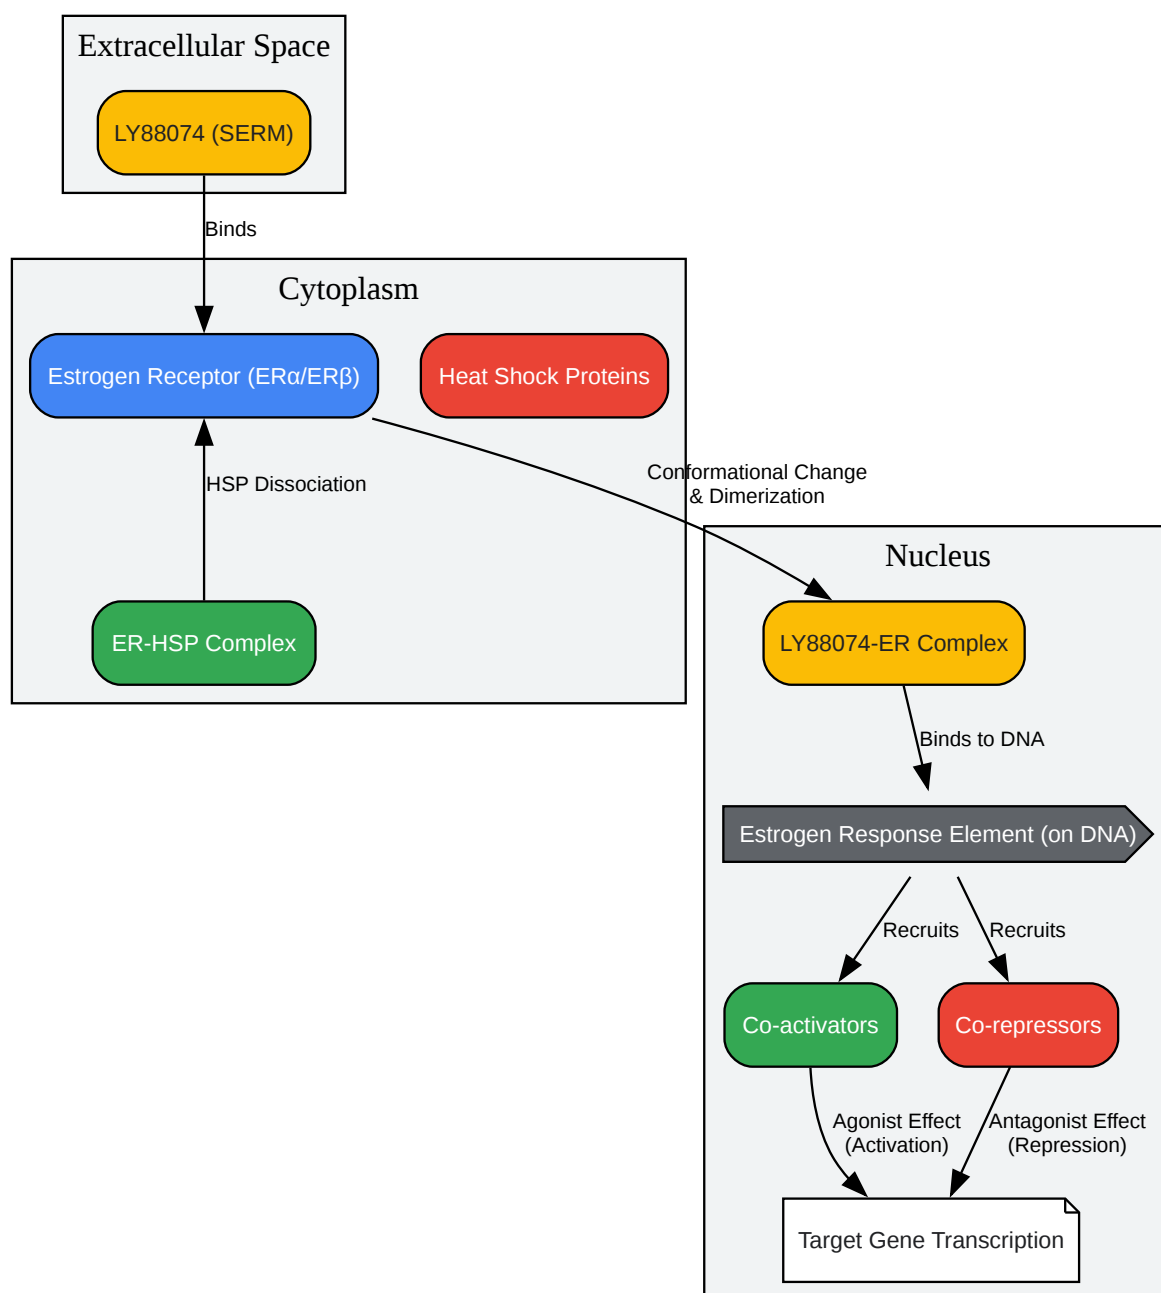 Extracellular Space
LY88074 (SERM)
Binds
Cytoplasm
Estrogen Receptor (ERα/ERβ)
Heat Shock Proteins
HSP Dissociation
Conformational Change
& Dimerization
Nucleus
ER-HSP Complex
LY88074-ER Complex
Binds to DNA
Estrogen Response Element (on DNA)
Recruits
Recruits
Co-activators
Co-repressors
Agonist Effect
(Activation)
Antagonist Effect
(Repression)
Target Gene Transcription